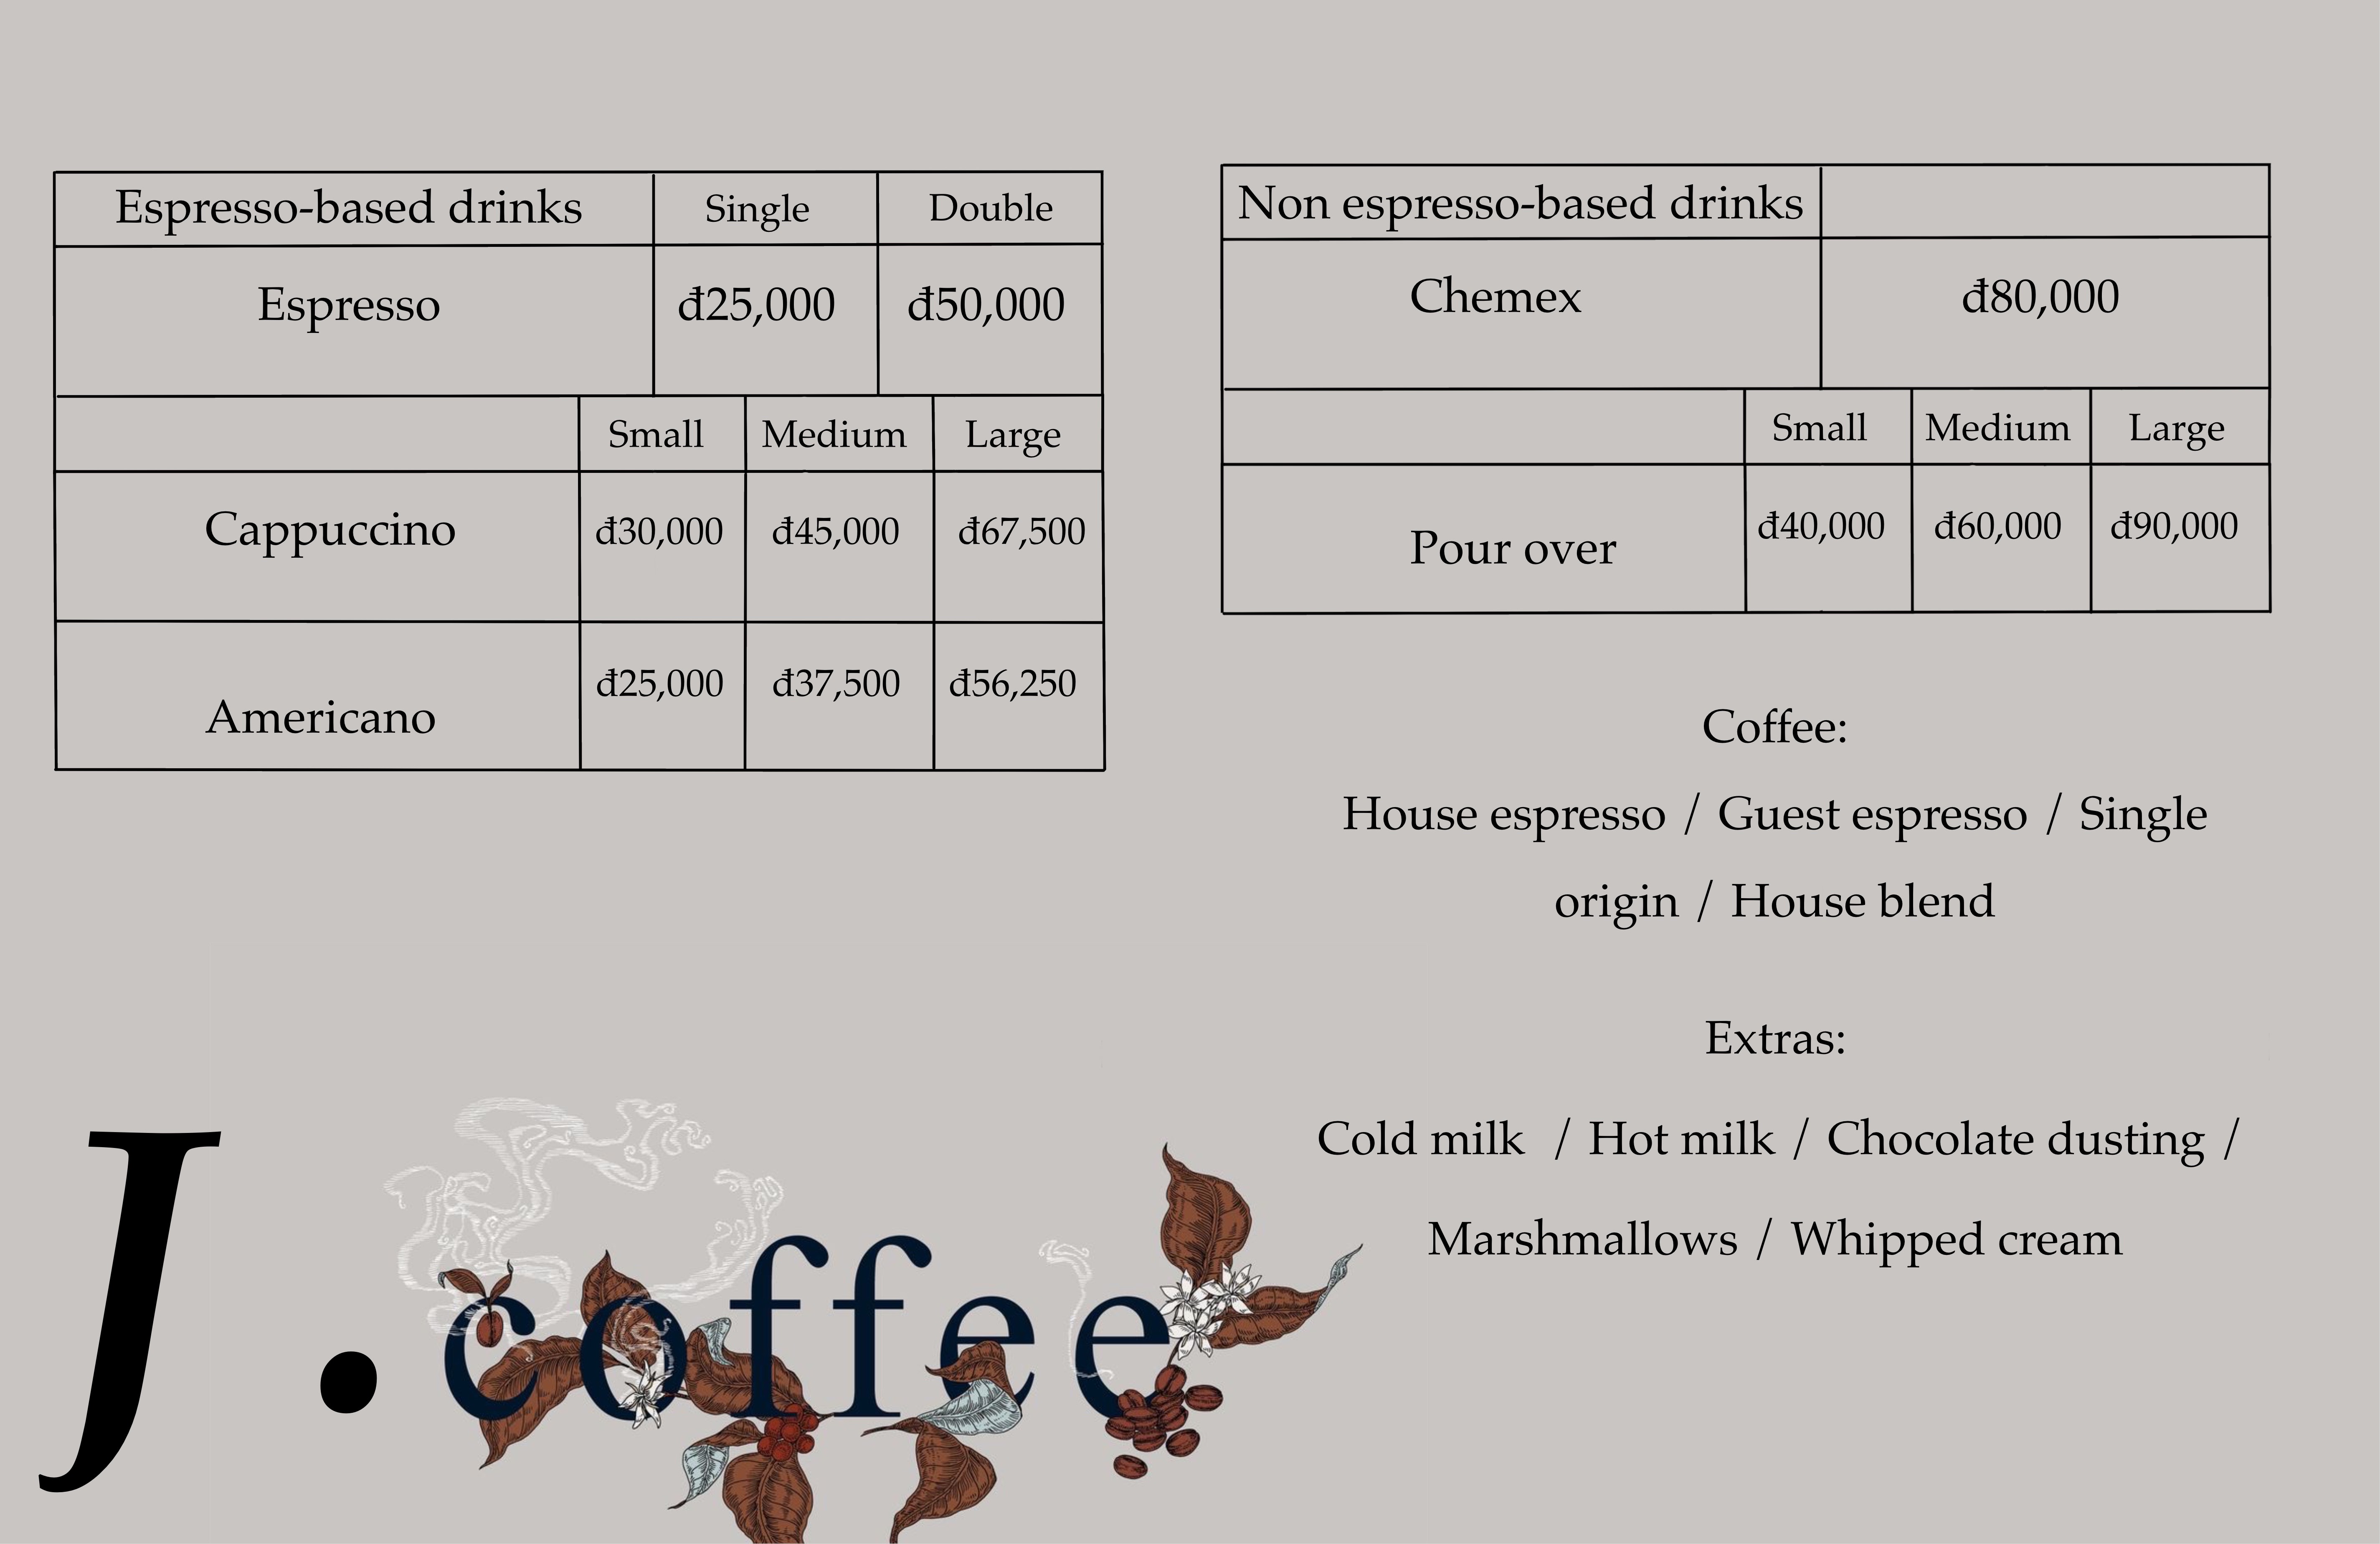 Espresso-based drinks Single Double
Espresso đ25,000 đ50,000
Small Medium Large
Cappuccino đ30,000 đ45,000 đ67,500
Americano đ25,000 đ37,500 đ56,250
Non espresso-based drinks
Chemex đ80,000
Small Medium Large
Pour over đ40,000 đ60,000 đ90,000
Coffee:
House espresso / Guest espresso / Single
origin / House blend
Extras:
Cold milk / Hot milk / Chocolate dusting /
Marshmallows / Whipped cream
J.coffee